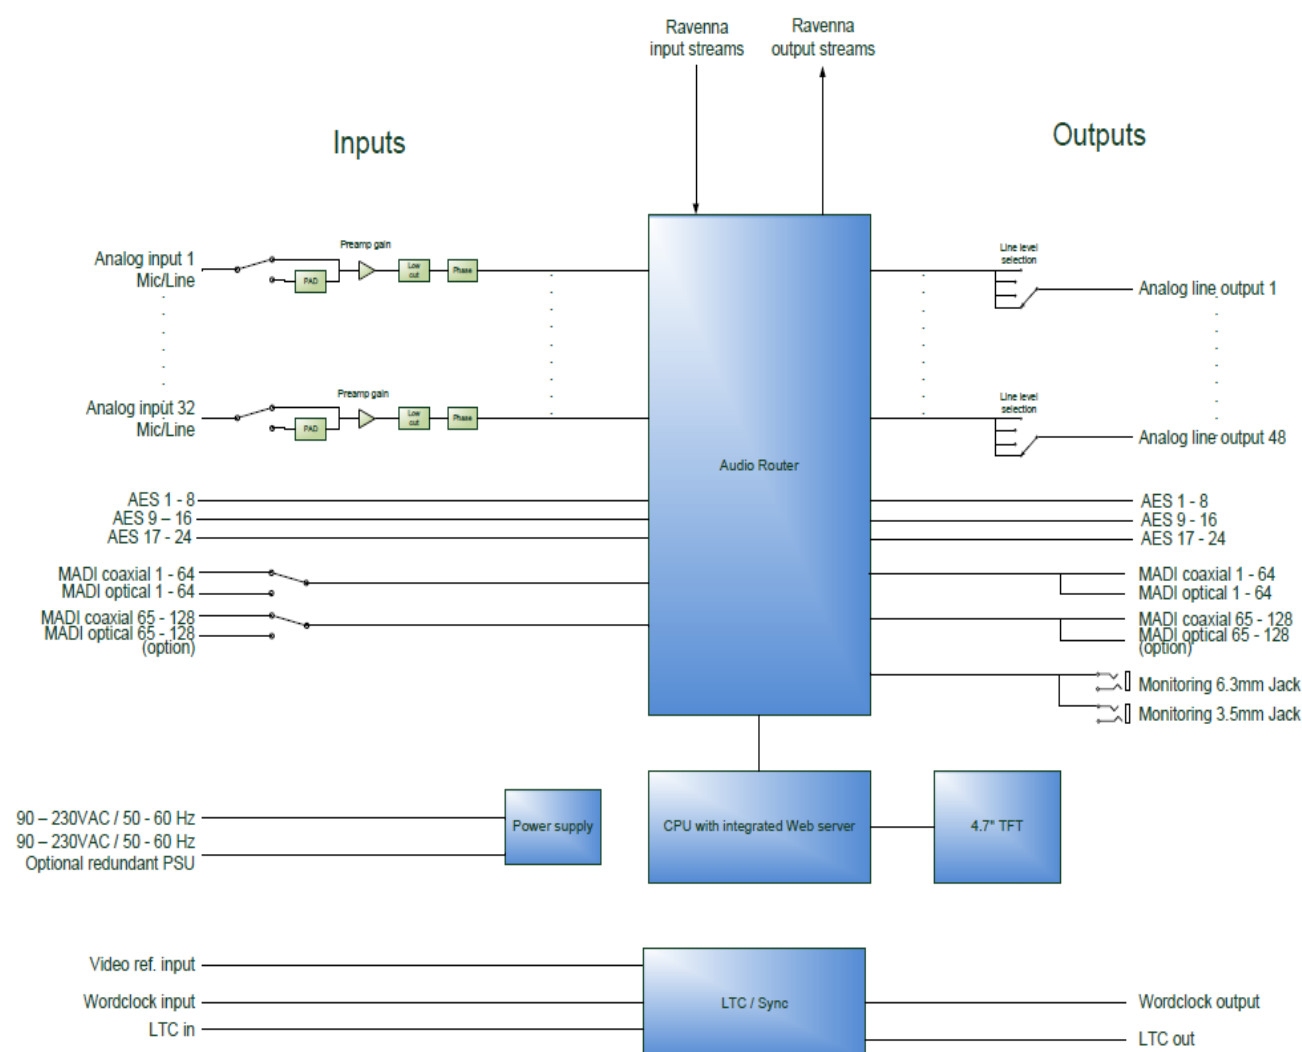 Ravenna
input streams
Ravenna
output streams
Inputs
Outputs
Analog input 1
Mic/Line
Preamp gain
PAD
Low
cut
Phase
Line level
selection
Analog line output 1
Analog input 32
Mic/Line
Preamp gain
PAD
Low
cut
Phase
Line level
selection
Analog line output 48
Audio Router
AES 1 - 8
AES 9 – 16
AES 17 - 24
AES 1 - 8
AES 9 - 16
AES 17 - 24
MADI coaxial 1 - 64
MADI optical 1 - 64
MADI coaxial 65 - 128
MADI optical 65 - 128
(option)
MADI coaxial 1 - 64
MADI optical 1 - 64
MADI coaxial 65 - 128
MADI optical 65 - 128
(option)
Monitoring 6.3mm Jack
Monitoring 3.5mm Jack
90 – 230VAC / 50 - 60 Hz
90 – 230VAC / 50 - 60 Hz
Optional redundant PSU
Power supply
CPU with integrated Web server
4.7" TFT
Video ref. input
Wordclock input
LTC in
LTC / Sync
Wordclock output
LTC out